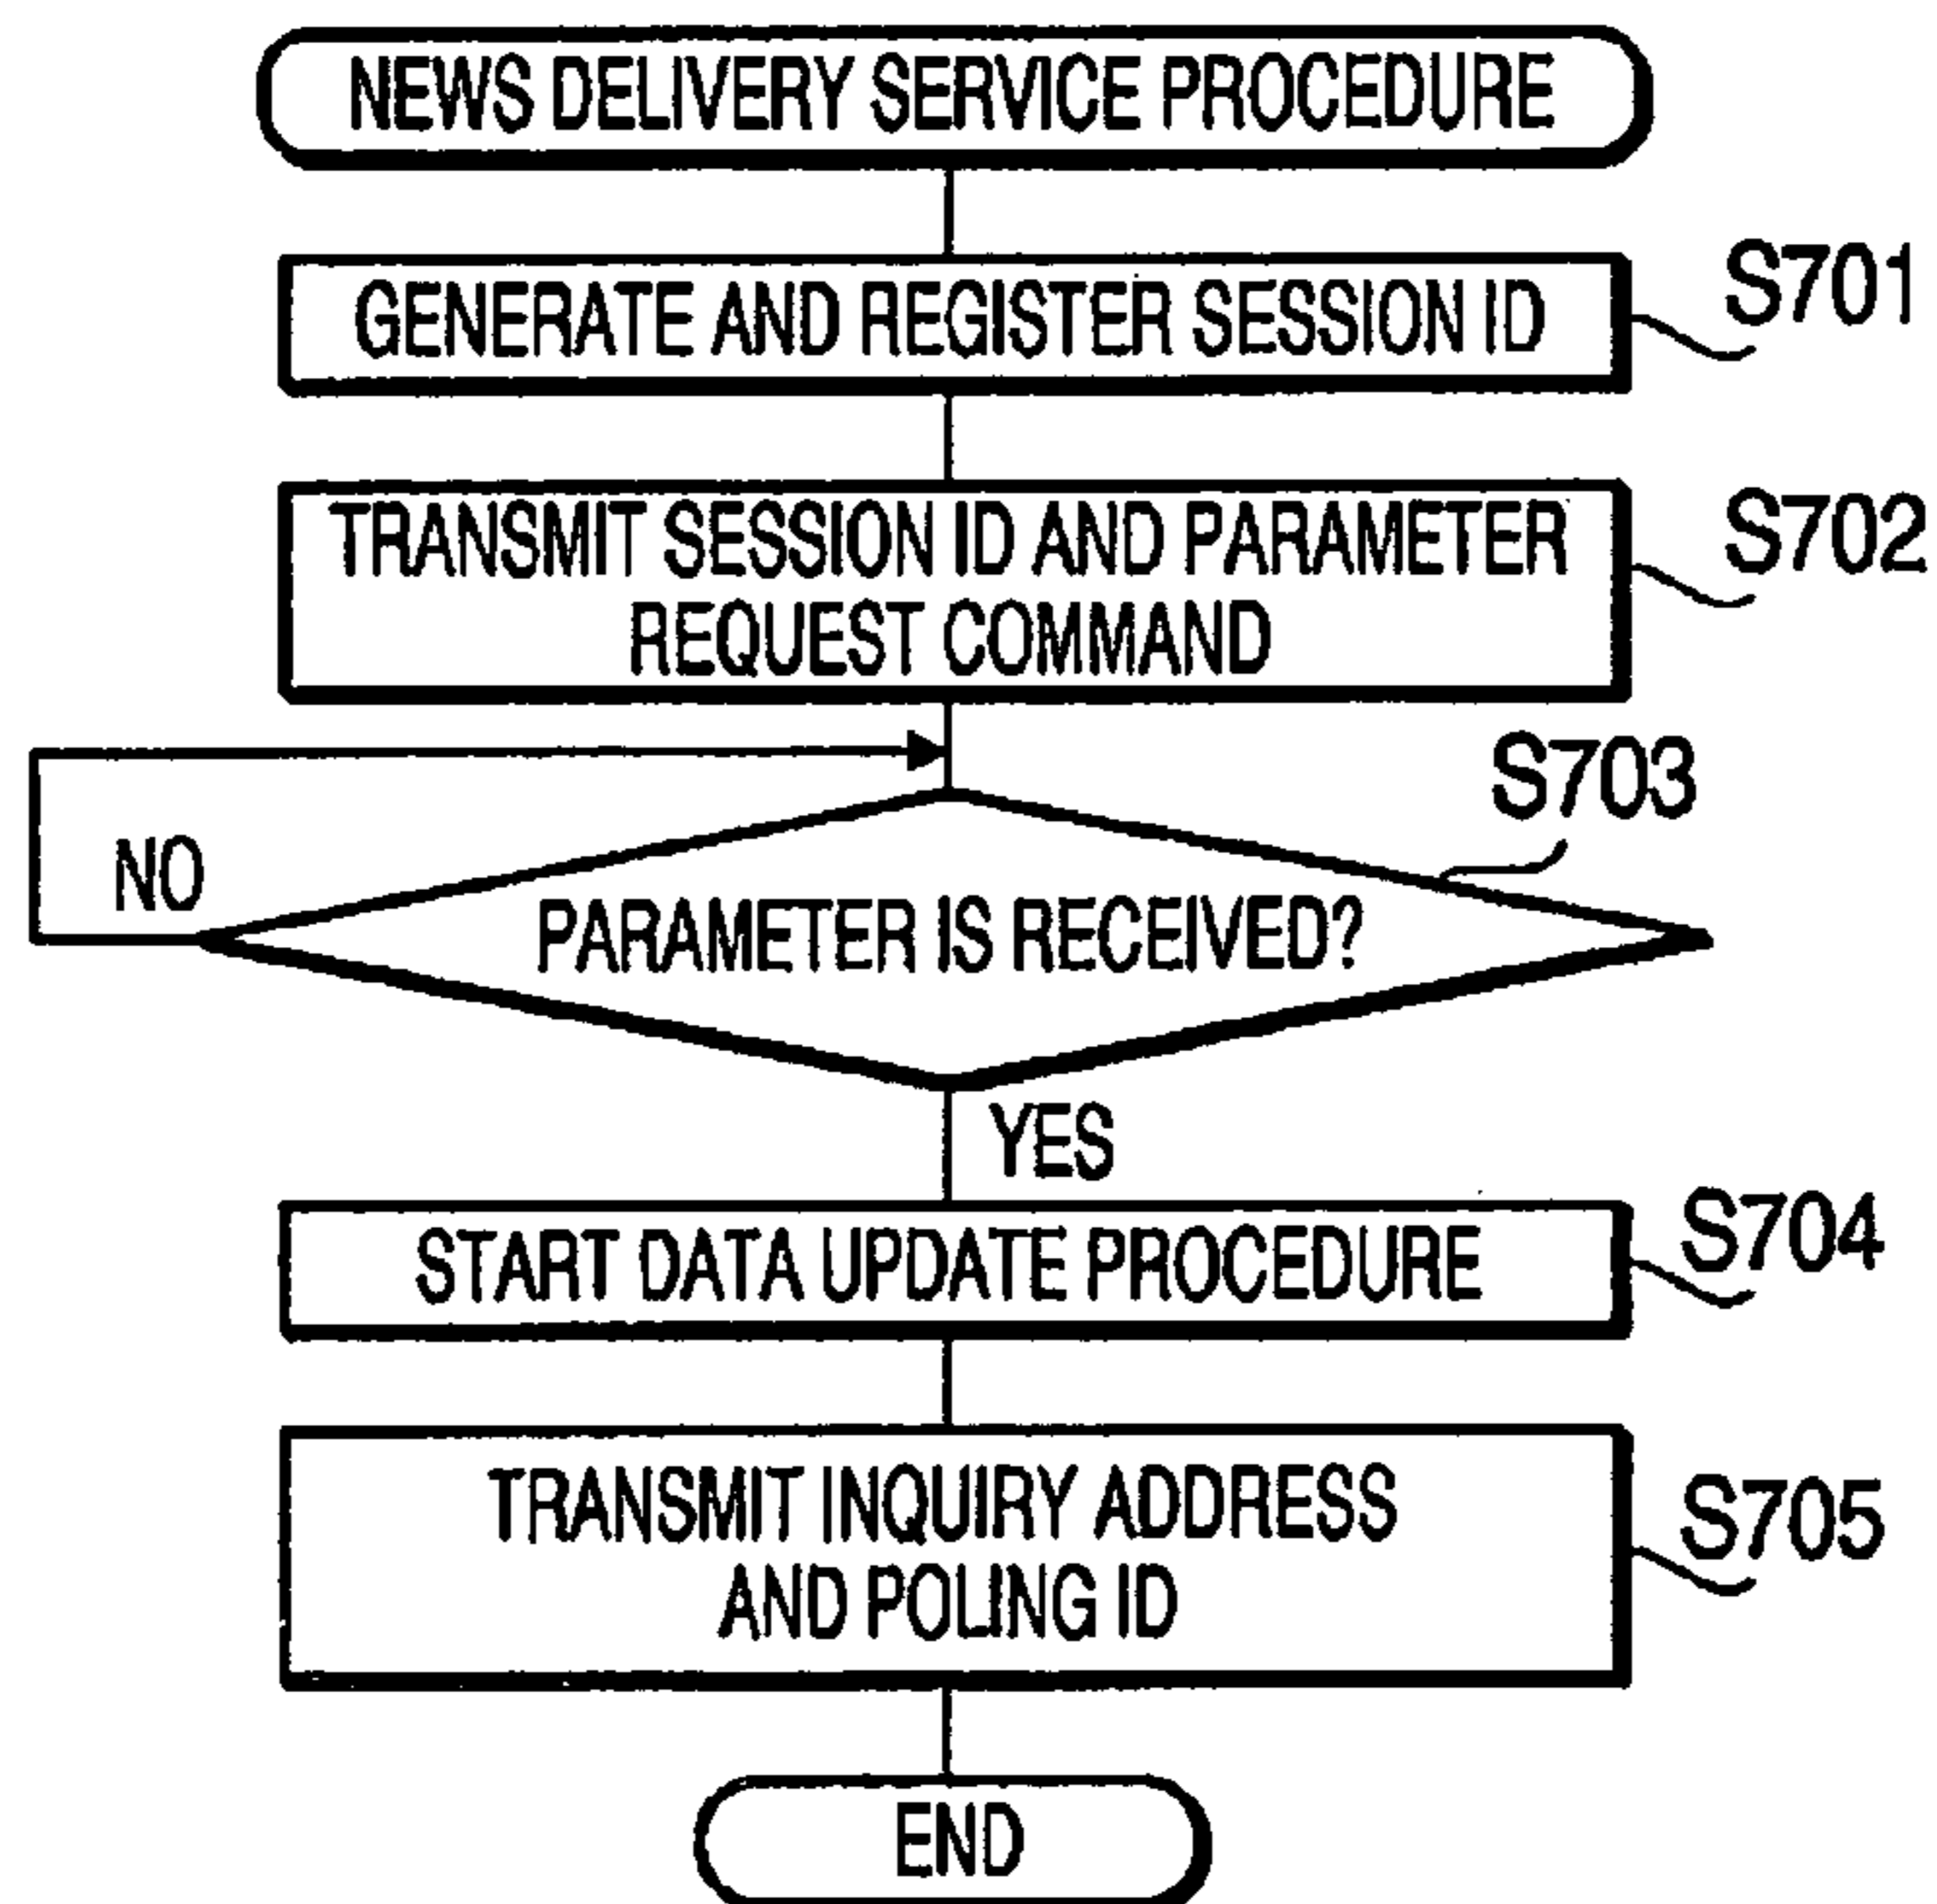 NEWS DELIVERY SERVICE PROCEDURE
GENERATE AND REGISTER SESSION ID
S701
TRANSMIT SESSION ID AND PARAMETER
REQUEST COMMAND
S702
S703
NO
PARAMETER IS RECEIVED?
YES
START DATA UPDATE PROCEDURE
S704
TRANSMIT INQUIRY ADDRESS
AND POLING ID
S705
END